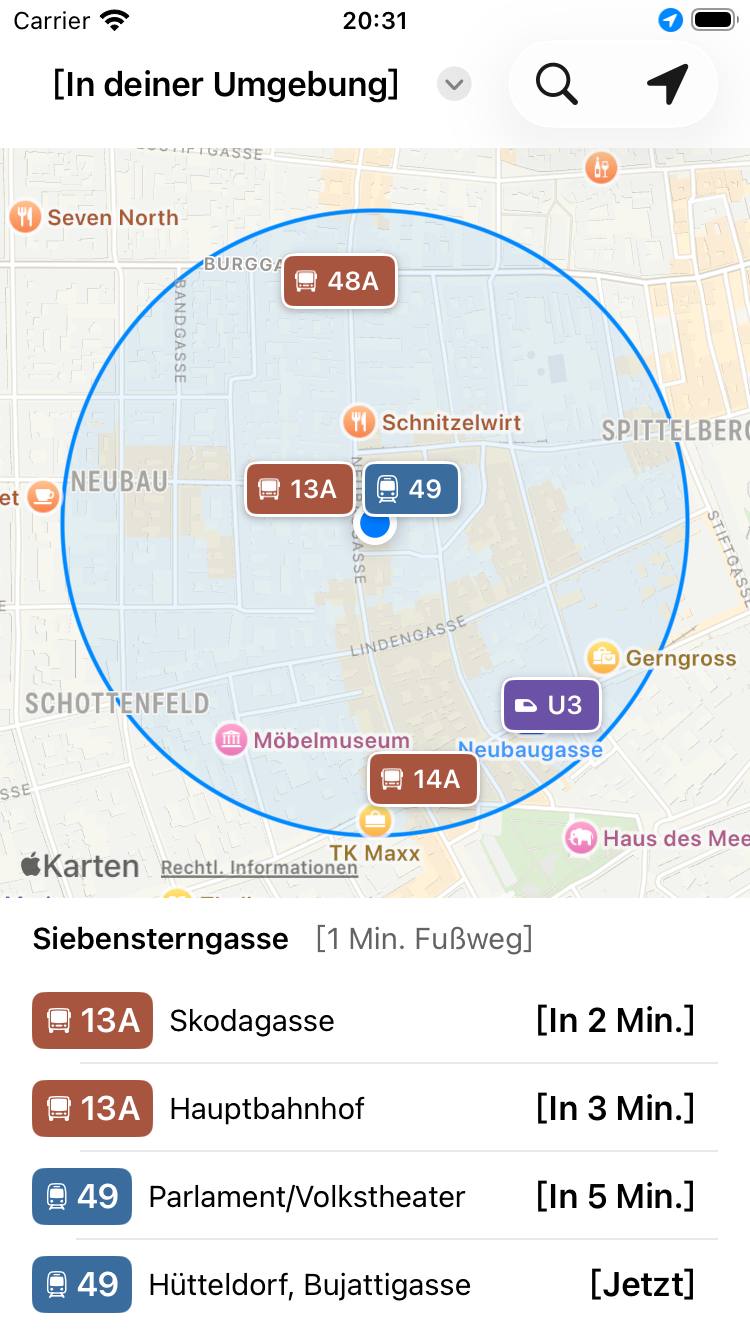 Carrier 20:31
[In deiner Umgebung]
Seven North
BANDGASSE
48A
Schnitzelwirt
SPITTELBERG
NEUBAU
13A
49
STIFTGASSE
LINDENGASSE
Gerngross
SCHOTTENFELD
U3
Möbelmuseum
Neubaugasse
14A
Haus des Mee
TK Maxx
Karten
Rechtl. Informationen
Siebensterngasse [1 Min. Fußweg]
13A Skodagasse [In 2 Min.]
13A Hauptbahnhof [In 3 Min.]
49 Parlament/Volkstheater [In 5 Min.]
49 Hütteldorf, Bujattigasse [Jetzt]